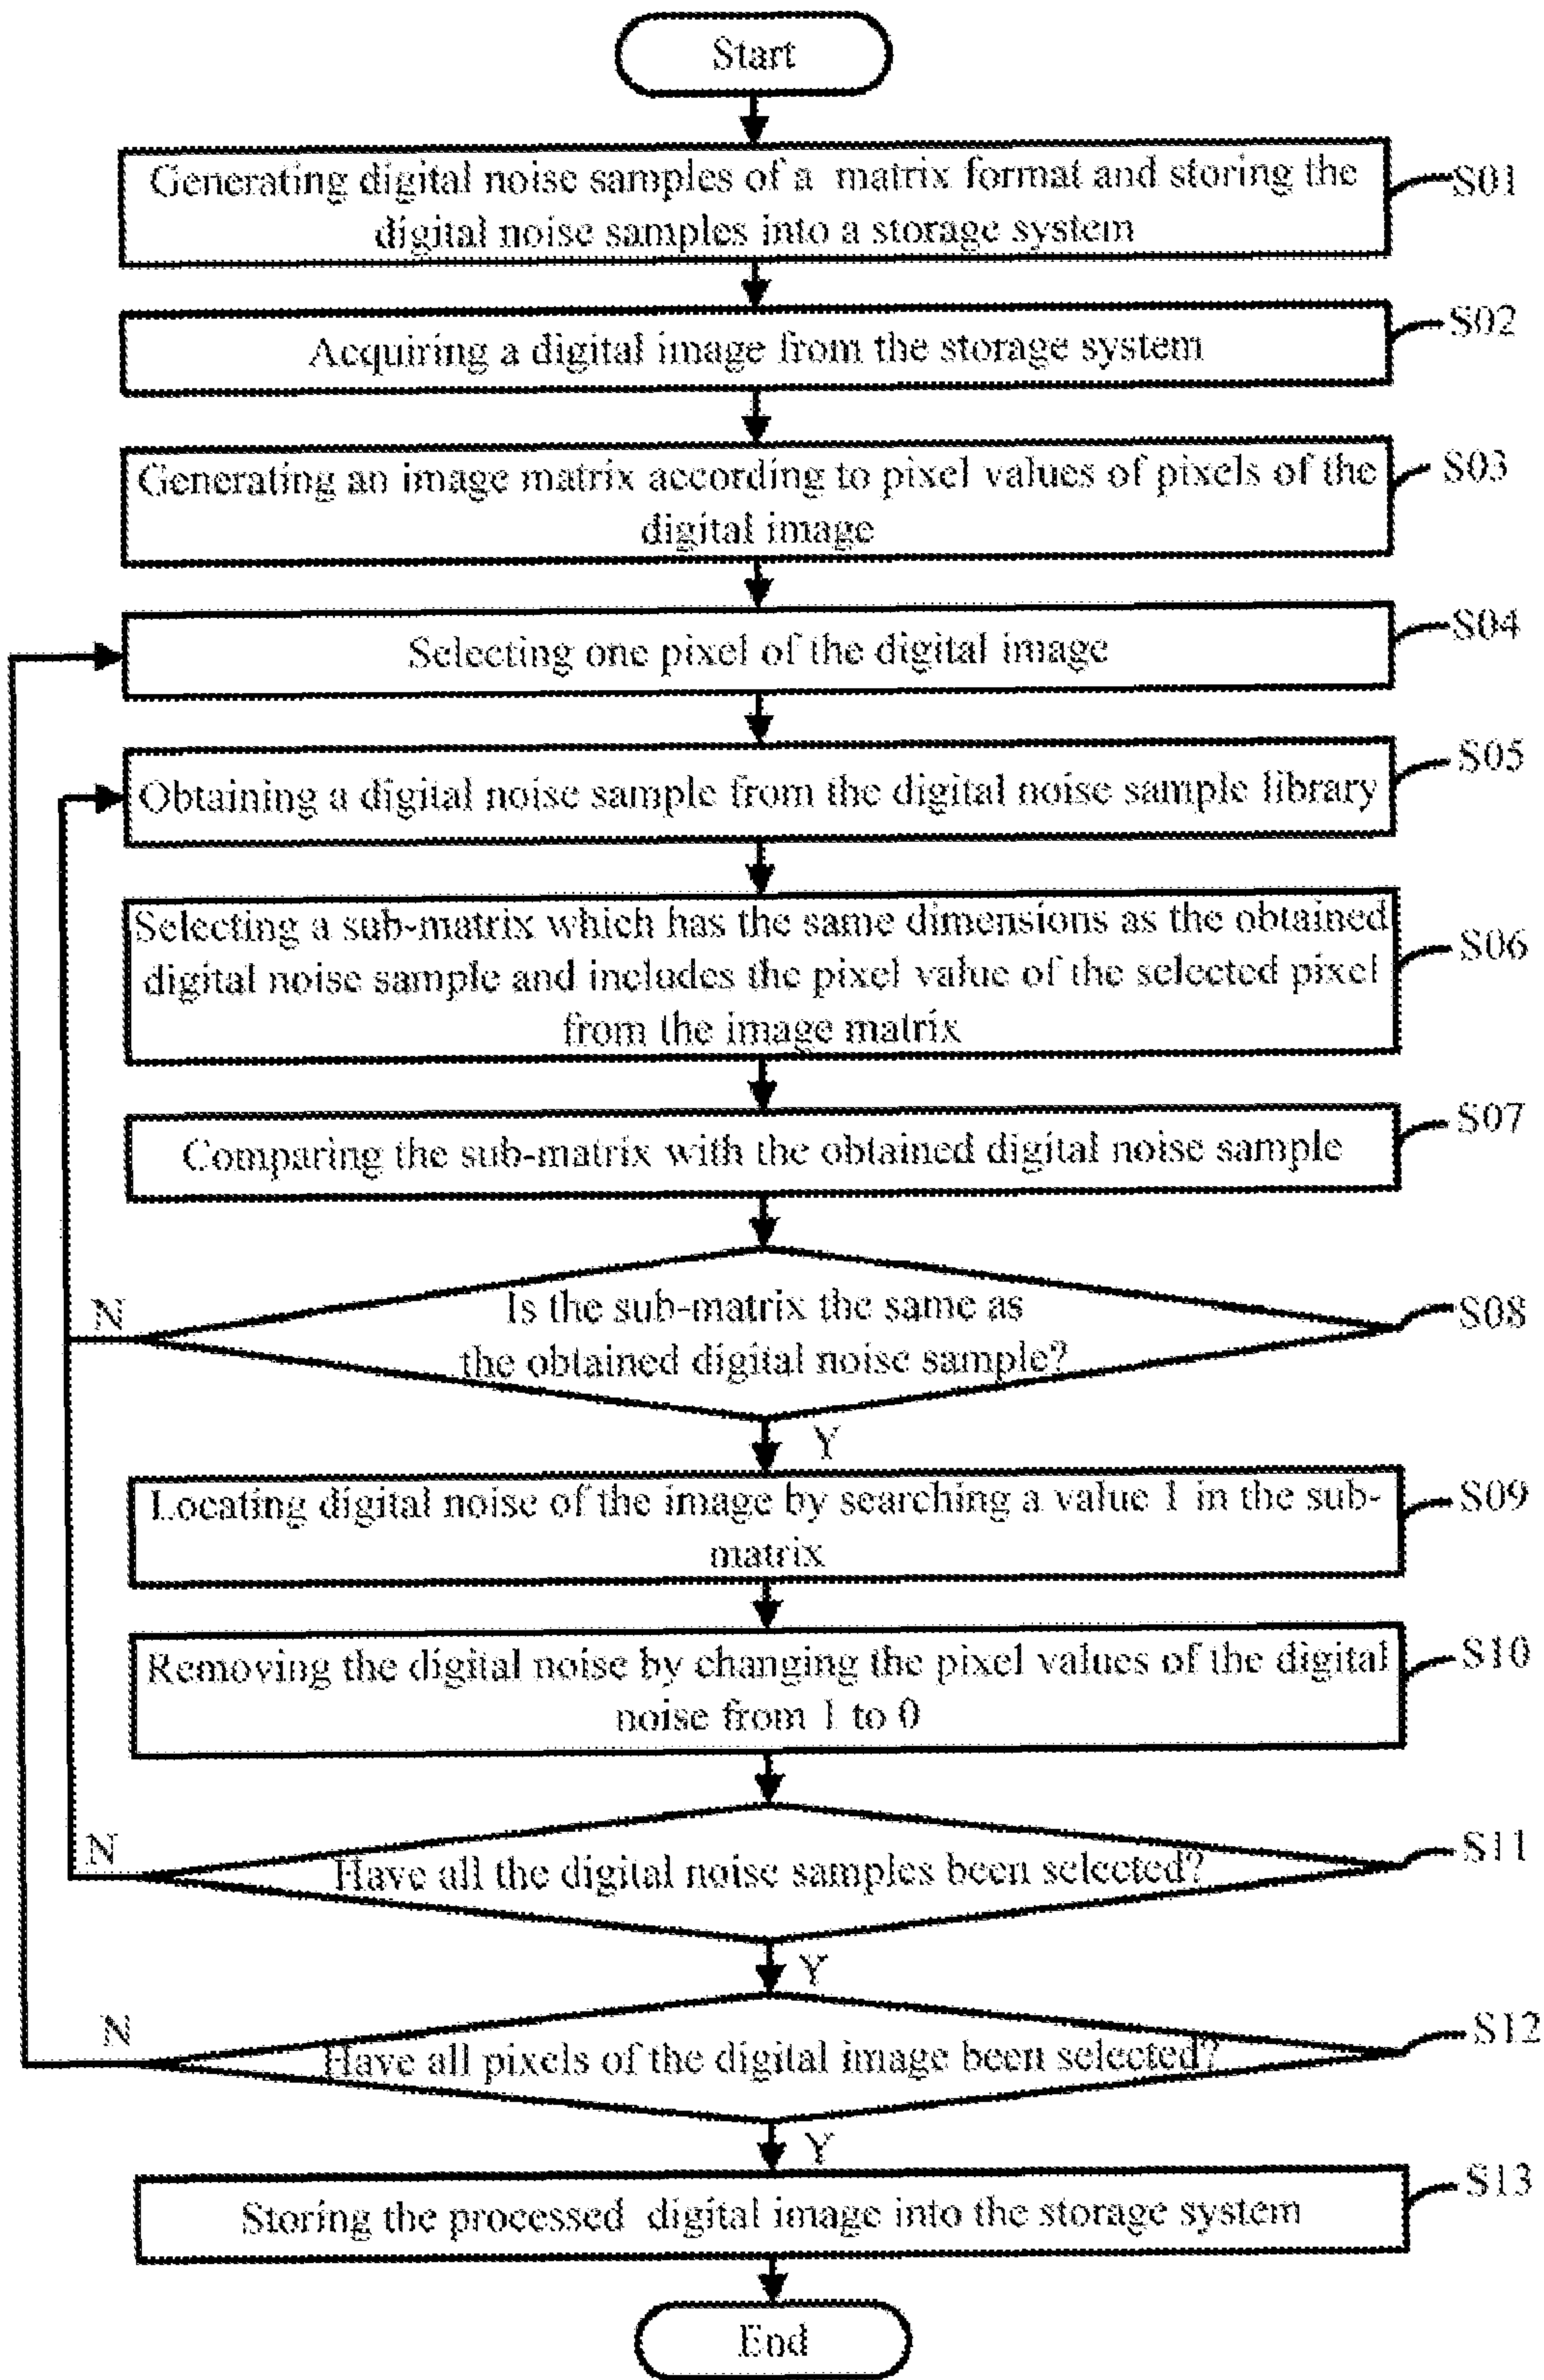 Start
Generating digital noise samples of a matrix format and storing the
digital noise samples into a storage system
S01
Acquiring a digital image from the storage system
S02
Generating an image matrix according to pixel values of pixels of the
digital image
S03
Selecting one pixel of the digital image
S04
Obtaining a digital noise sample from the digital noise sample library
S05
Selecting a sub-matrix which has the same dimensions as the obtained
digital noise sample and includes the pixel value of the selected pixel
from the image matrix
S06
Comparing the sub-matrix with the obtained digital noise sample
S07
Is the sub-matrix the same as
the obtained digital noise sample?
S08
N
Y
Locating digital noise of the image by searching a value 1 in the sub-
matrix
S09
Removing the digital noise by changing the pixel values of the digital
noise from 1 to 0
S10
Have all the digital noise samples been selected?
S11
N
Y
Have all pixels of the digital image been selected?
S12
N
Y
Storing the processed digital image into the storage system
S13
End